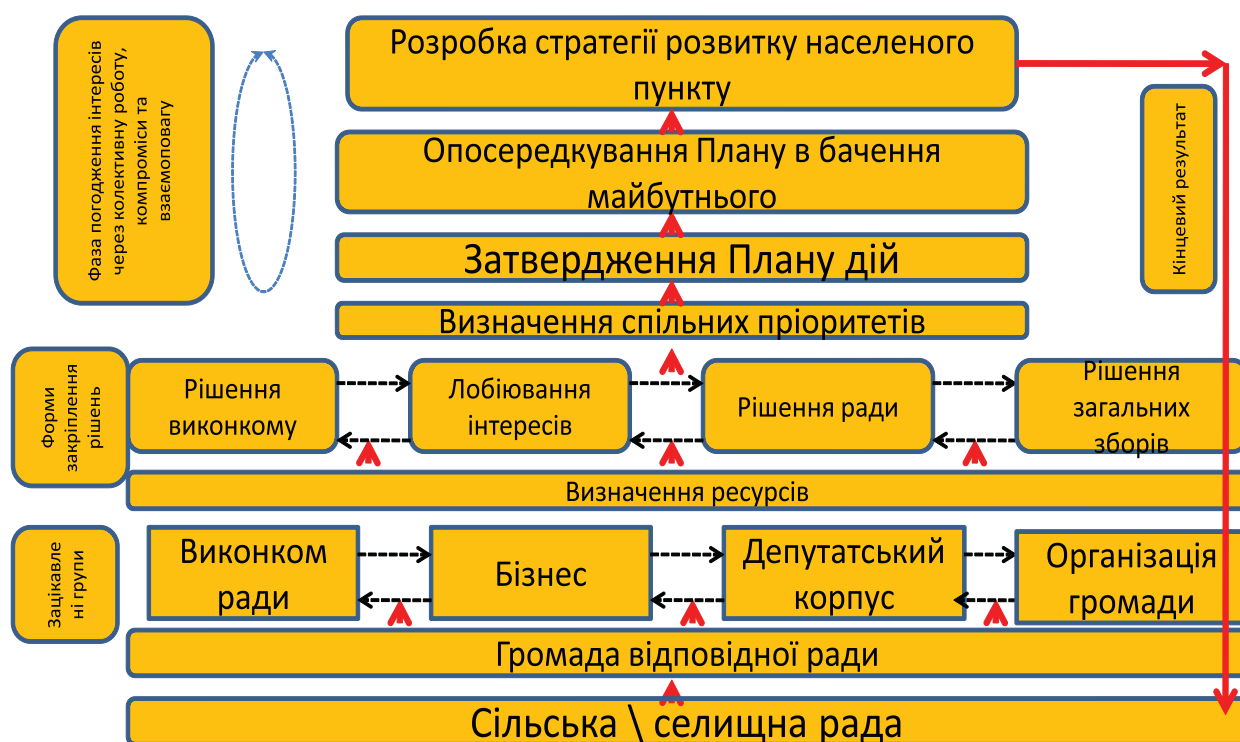 Фаза погодження інтересів
через колективну роботу,
компроміси та
взаємоповагу
Розробка стратегії розвитку населеного
пункту
Опосередкування Плану в бачення
майбутнього
Затвердження Плану дій
Визначення спільних пріоритетів
Кінцевий результат
Форми
закріплення
рішень
Рішення
виконкому
Лобіювання
інтересів
Рішення ради
Рішення
загальних
зборів
Визначення ресурсів
Зацікавле
ні групи
Виконком
ради
Бізнес
Депутатський
корпус
Організація
громади
Громада відповідної ради
Сільська \ селищна рада